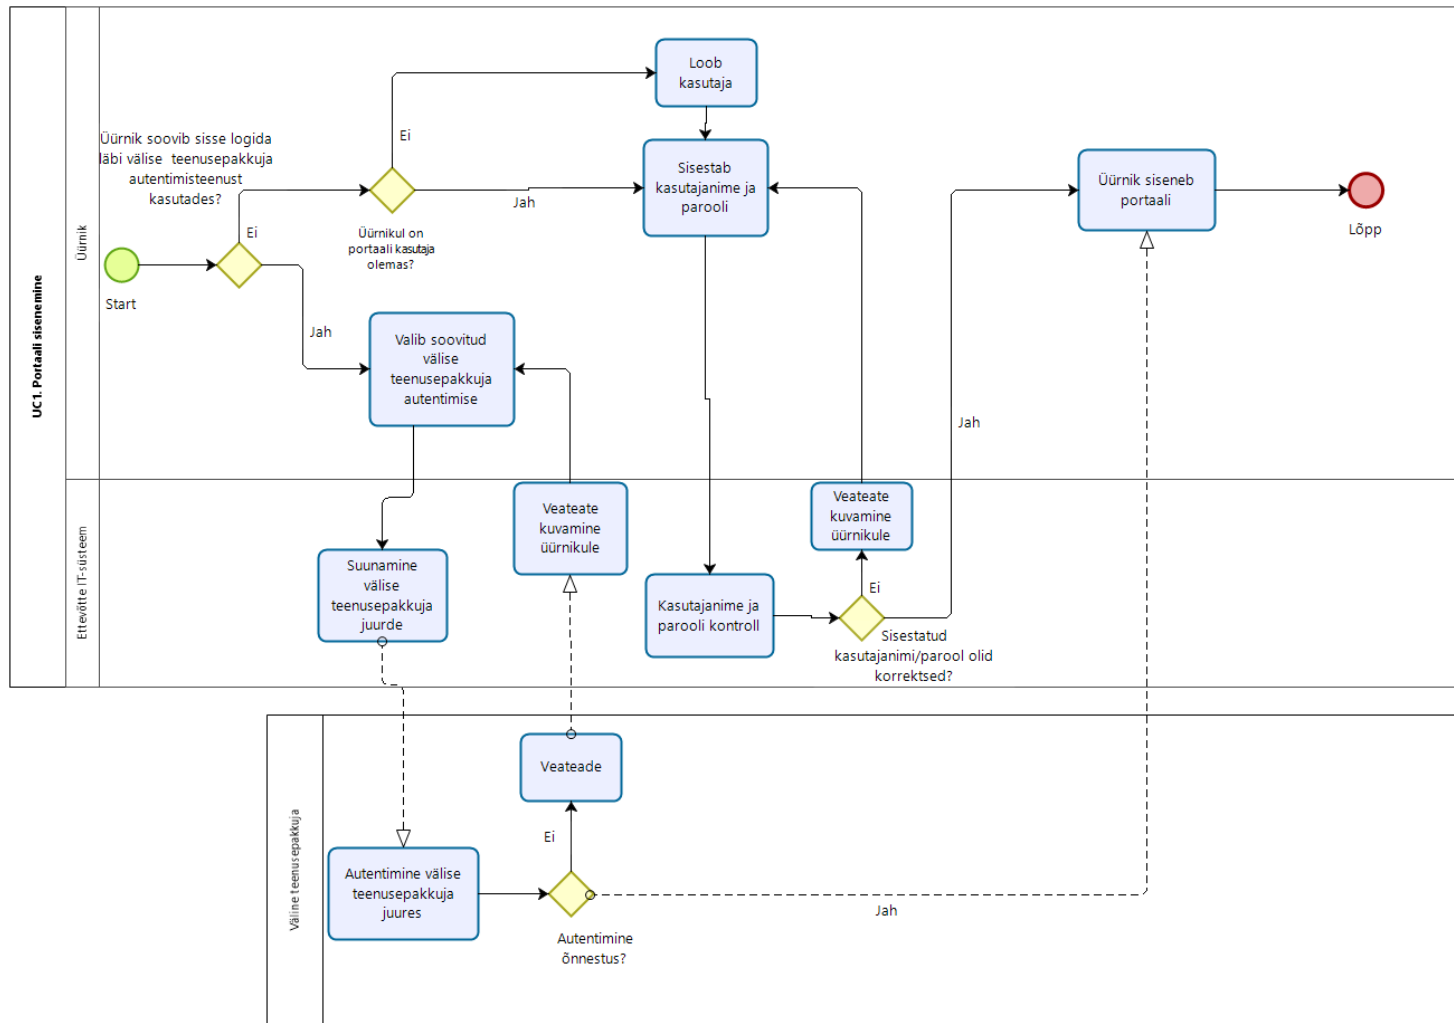 UC1. Portaali sisenemine
Üürnik
Start
Üürnik soovib sisse logida
läbi välise teenusepakkuja
autentimisteenust
kasutades?
Ei
Jah
Üürnikul on
portaali kasutaja
olemas?
Ei
Jah
Loob
kasutaja
Sisestab
kasutajanime ja
parooli
Üürnik siseneb
portaali
Lõpp
Valib soovitud
välise
teenusepakkuja
autentimise
Jah
Ettevõtte IT-süsteem
Suunamine
välise
teenusepakkuja
juurde
Veateate
kuvamine
üürnikule
Kasutajanime ja
parooli kontroll
Veateate
kuvamine
üürnikule
Ei
Sisestatud
kasutajanimi/parool olid
korrektsed?
Väline teenusepakkuja
Veateade
Ei
Autentimine välise
teenusepakkuja
juures
Autentimine
õnnestus?
Jah